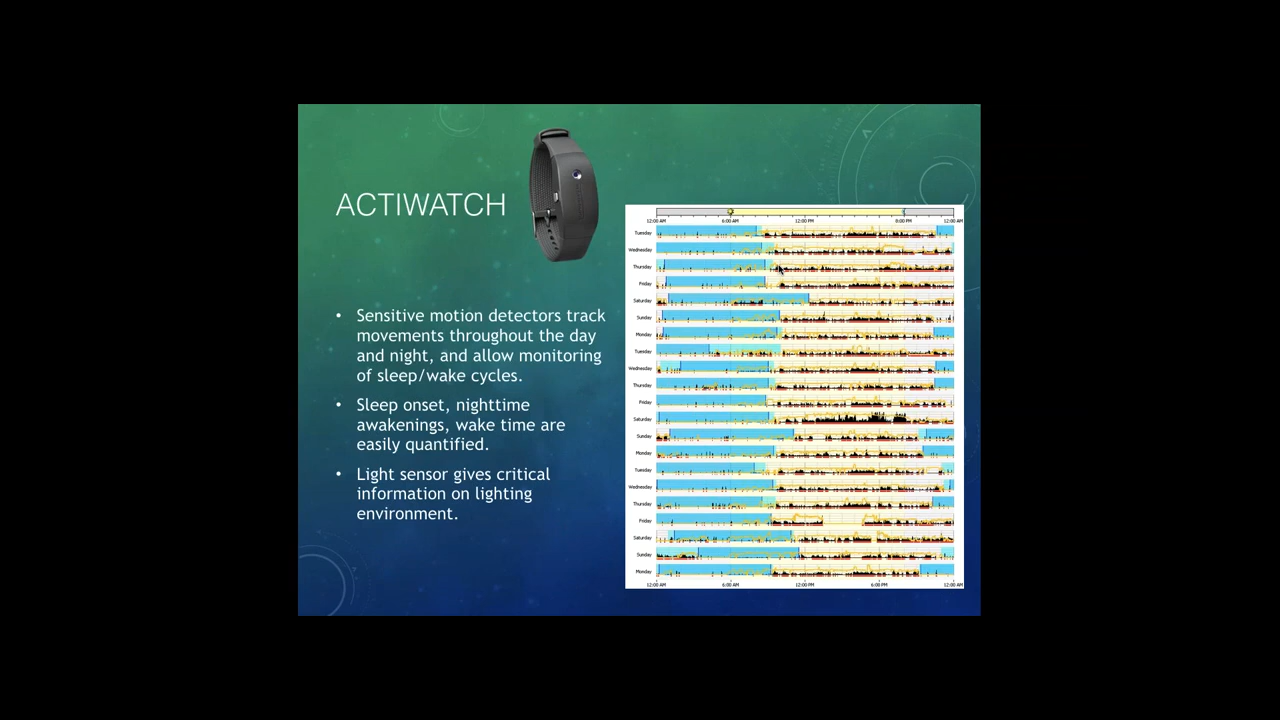 ACTIWATCH
• Sensitive motion detectors track
movements throughout the day
and night, and allow monitoring
of sleep/wake cycles.
• Sleep onset, nighttime
awakenings, wake time are
easily quantified.
• Light sensor gives critical
information on lighting
environment.
12:00 AM 6:00 AM 12:00 PM 8:00 PM 12:00 AM
Tuesday
Wednesday
Thursday
Friday
Saturday
Sunday
Monday
Tuesday
Wednesday
Thursday
Friday
Saturday
Sunday
Monday
Tuesday
Wednesday
Thursday
Friday
Saturday
Sunday
Monday
12:00 AM 6:00 AM 12:00 PM 6:00 PM 12:00 AM